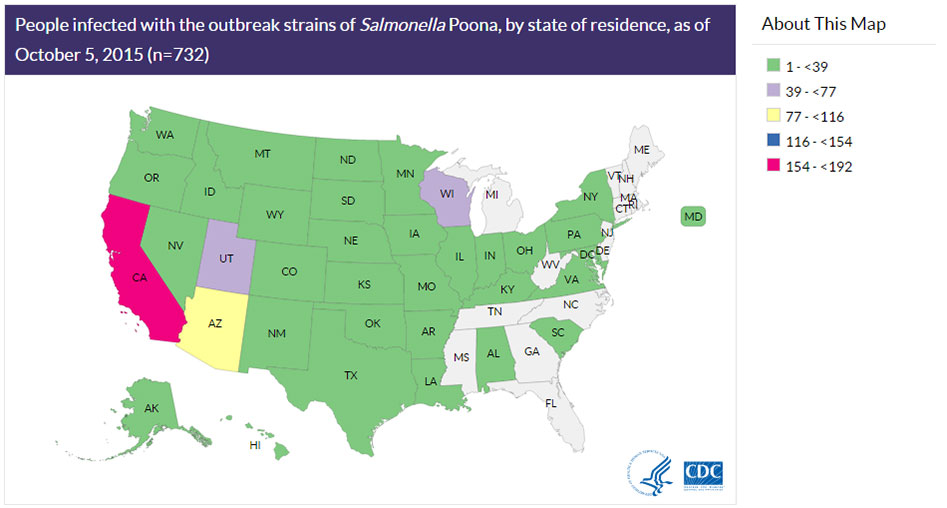 People infected with the outbreak strains of Salmonella Poona, by state of residence, as of
October 5, 2015 (n=732)
About This Map
1 - <39
39 - <77
77 - <116
116 - <154
154 - <192
WA
MT
ND
MN
ME
OR
ID
SD
WI
MI
VT
NH
NY
MA
RI
CT
WY
MD
NV
UT
CO
NE
IA
IL
IN
OH
PA
NJ
DE
DC
CA
KS
MO
KY
WV
VA
AZ
NM
OK
AR
TN
NC
SC
TX
LA
MS
AL
GA
FL
AK
HI
CDC